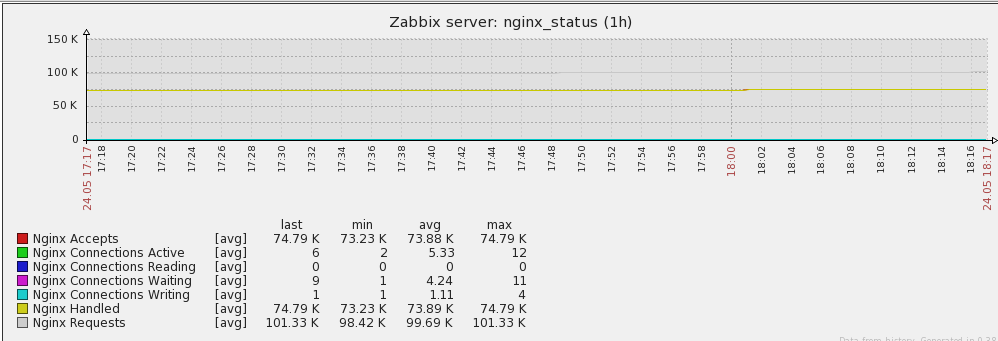 Zabbix server: nginx_status (1h)
150 K
100 K
50 K
0
24.05 17:17 17:18 17:20 17:22 17:24 17:26 17:28 17:30 17:32 17:34 17:36 17:38 17:40 17:42 17:44 17:46 17:48 17:50 17:52 17:54 17:56 17:58 18:00 18:02 18:04 18:06 18:08 18:10 18:12 18:14 18:16 24.05 18:17
last min avg max
Nginx Accepts [avg] 74.79 K 73.23 K 73.88 K 74.79 K
Nginx Connections Active [avg] 6 2 5.33 12
Nginx Connections Reading [avg] 0 0 0 0
Nginx Connections Waiting [avg] 9 1 4.24 11
Nginx Connections Writing [avg] 1 1 1.11 4
Nginx Handled [avg] 74.79 K 73.23 K 73.89 K 74.79 K
Nginx Requests [avg] 101.33 K 98.42 K 99.69 K 101.33 K
Data from history. Generated in 0.38